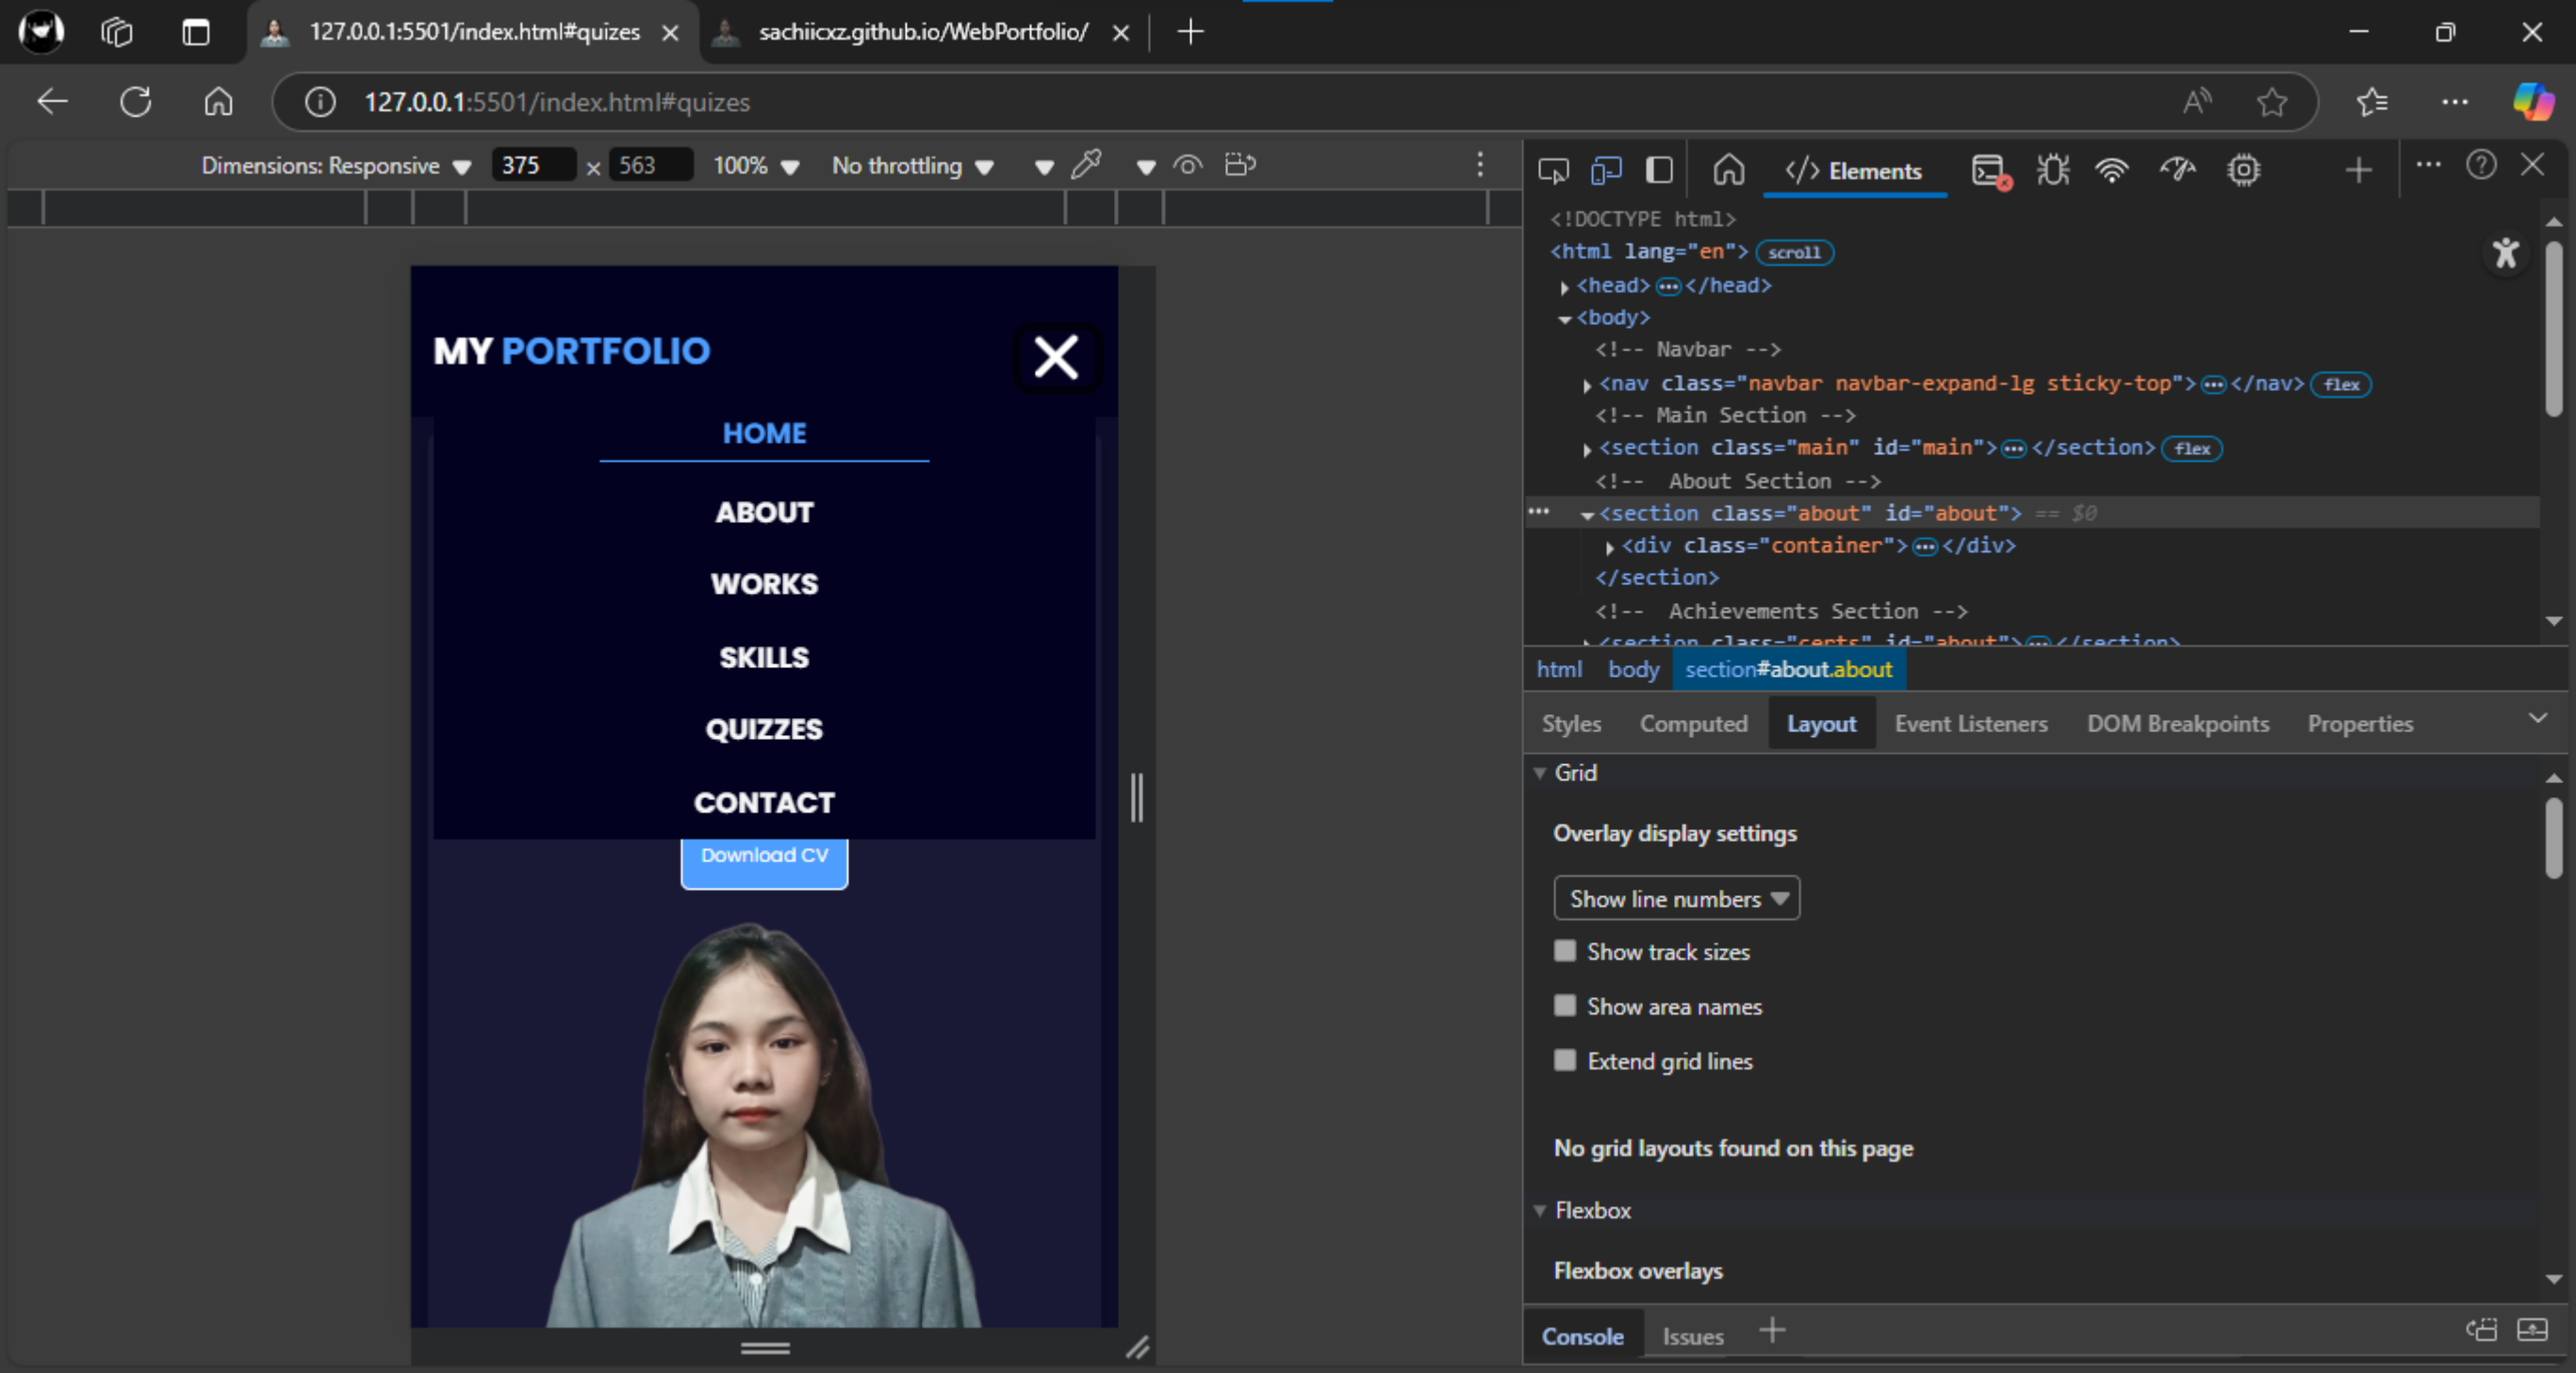 127.0.0.1:5501/index.html#quizes
sachiicxz.github.io/WebPortfolio/
127.0.0.1:5501/index.html#quizes
Dimensions: Responsive 375 x 563 100% No throttling
MY PORTFOLIO
HOME
ABOUT
WORKS
SKILLS
QUIZZES
CONTACT
Download CV
</> Elements
<!DOCTYPE html>
<html lang="en"> scroll
<head>…</head>
<body>
<!-- Navbar -->
<nav class="navbar navbar-expand-lg sticky-top">…</nav> flex
<!-- Main Section -->
<section class="main" id="main">…</section> flex
<!--  About Section -->
<section class="about" id="about"> == $0
<div class="container">…</div>
</section>
<!--  Achievements Section -->
<section class="certs" id="about">…</section>
html body section#about.about
Styles Computed Layout Event Listeners DOM Breakpoints Properties
Grid
Overlay display settings
Show line numbers
Show track sizes
Show area names
Extend grid lines
No grid layouts found on this page
Flexbox
Flexbox overlays
Console Issues